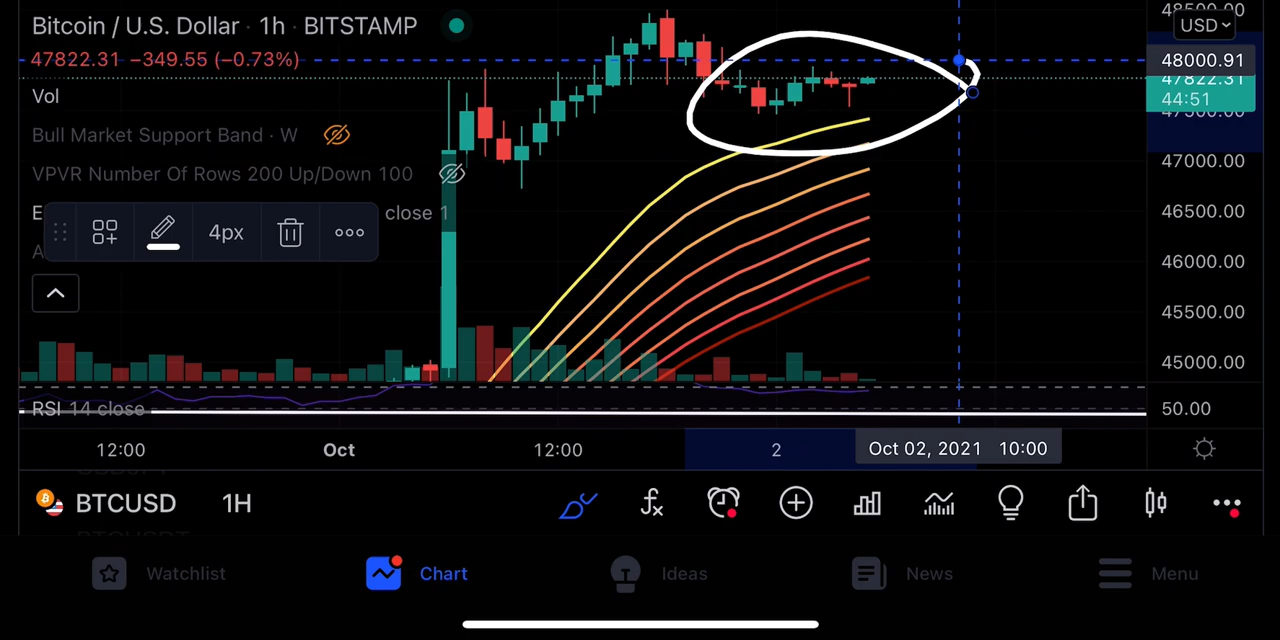 48500.00
Bitcoin / U.S. Dollar · 1h · BITSTAMP
USD
47822.31 −349.55 (−0.73%)
48000.91
47822.31
44:51
47500.00
Vol
Bull Market Support Band · W
VPVR Number Of Rows 200 Up/Down 100
47000.00
E close 1
46500.00
4px
A
46000.00
45500.00
45000.00
RSI 14 close
50.00
12:00 Oct 12:00 2 Oct 02, 2021 10:00
BTCUSD 1H
Watchlist Chart Ideas News Menu